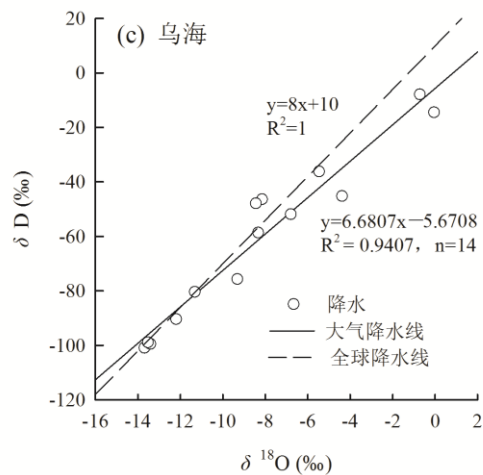 (c) 乌海
20
0
-20
-40
-60
-80
-100
-120
δ D (‰)
y=8x+10
R²=1
y=6.6807x－5.6708
R² = 0.9407， n=14
降水
大气降水线
全球降水线
-16 -14 -12 -10 -8 -6 -4 -2 0 2
δ ¹⁸O (‰)